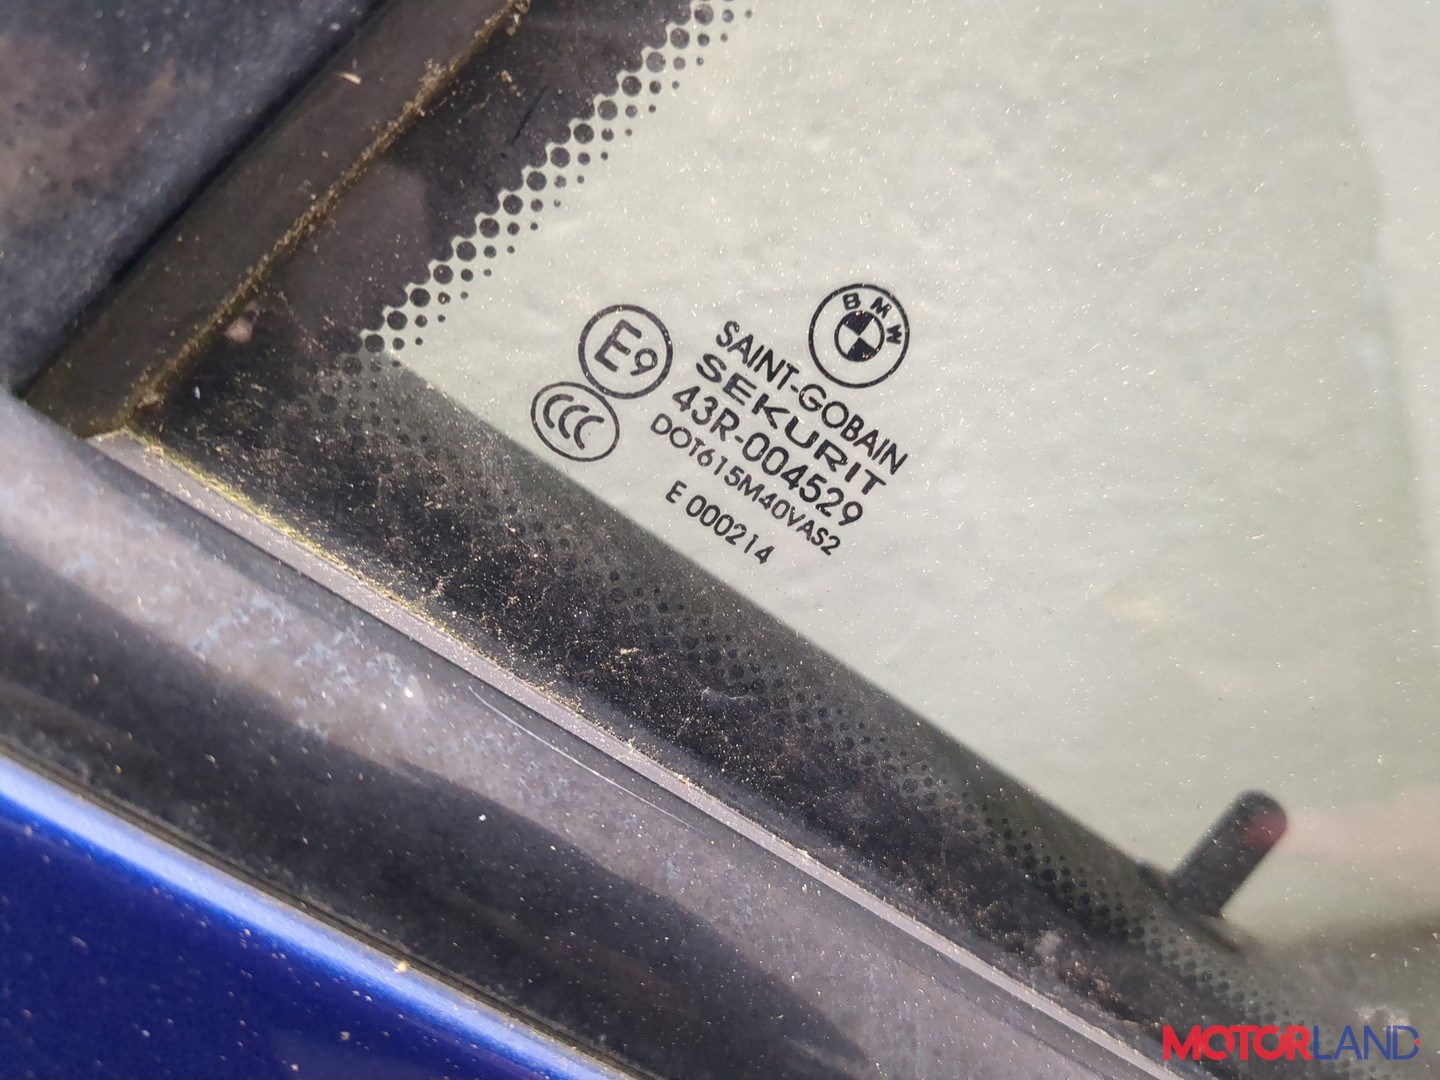 BMW
SAINT-GOBAIN
SEKURIT
E9
43R-004529
CCC
DOT615M40VAS2
E 000214
MOTORLAND